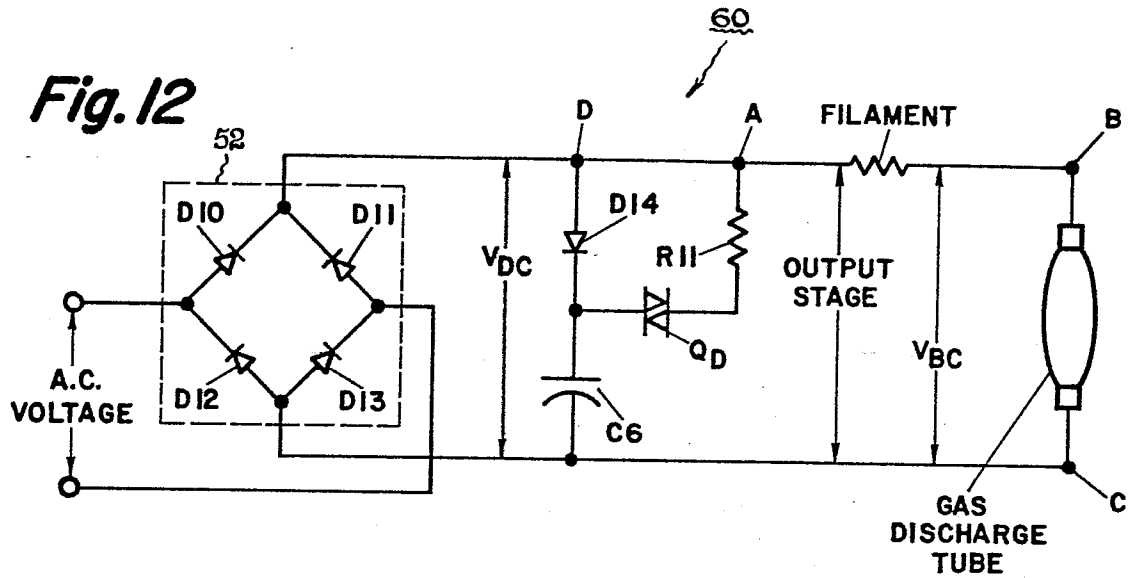 60
Fig. 12
52
D
A
FILAMENT
B
D10
D11
D14
R11
VDC
OUTPUT
STAGE
QD
VBC
A.C.
VOLTAGE
D12
D13
C6
C
GAS
DISCHARGE
TUBE